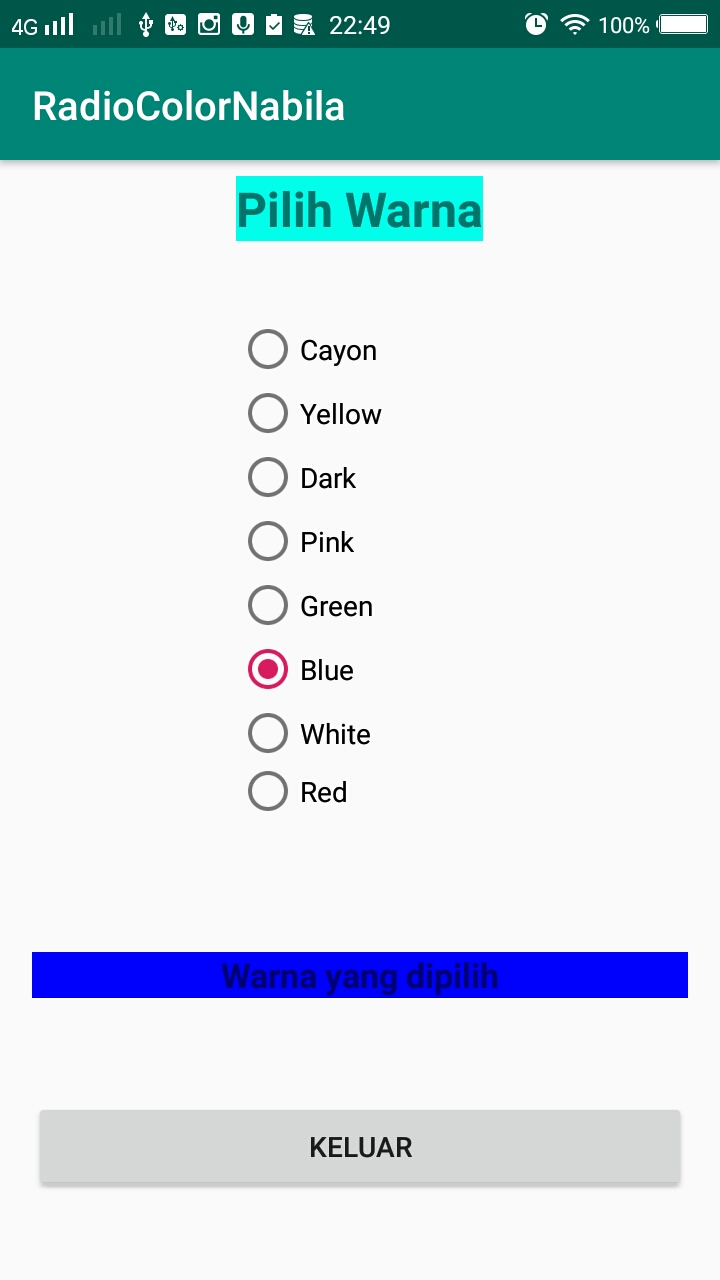 4G 22:49 100%
RadioColorNabila
Pilih Warna
Cayon
Yellow
Dark
Pink
Green
Blue
White
Red
Warna yang dipilih
KELUAR